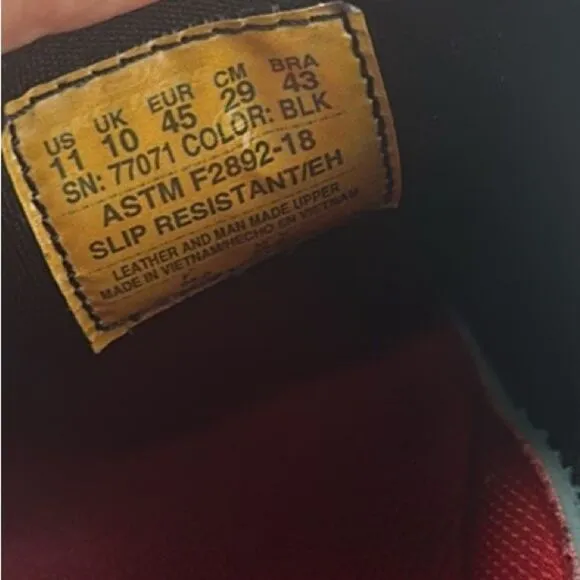 US UK EUR CM BRA
11 10 45 29 43
SN: 77071 COLOR: BLK
ASTM F2892-18
SLIP RESISTANT/EH
LEATHER AND MAN MADE UPPER
MADE IN VIETNAM/HECHO EN VIETNAM